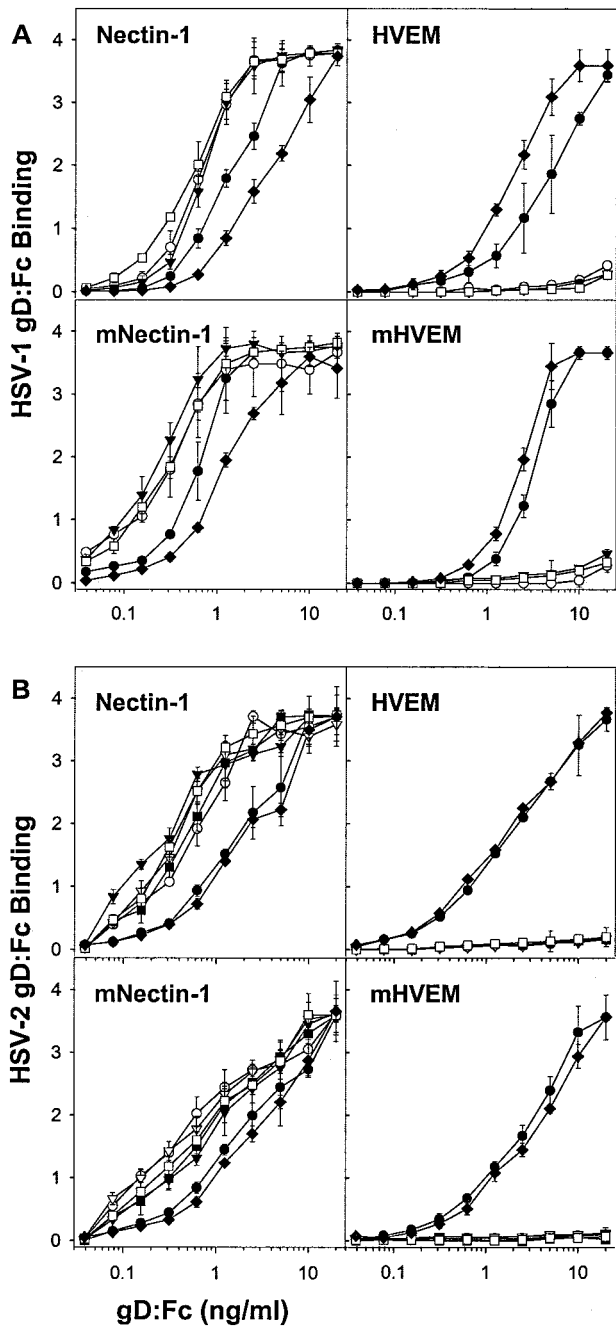 A
Nectin-1
HVEM
4
3
2
1
0
mNectin-1
mHVEM
4
3
2
1
0
0.1 1 10 0.1 1 10
HSV-1 gD:Fc Binding
B
Nectin-1
HVEM
4
3
2
1
0
mNectin-1
mHVEM
4
3
2
1
0
0.1 1 10 0.1 1 10
HSV-2 gD:Fc Binding
gD:Fc (ng/ml)